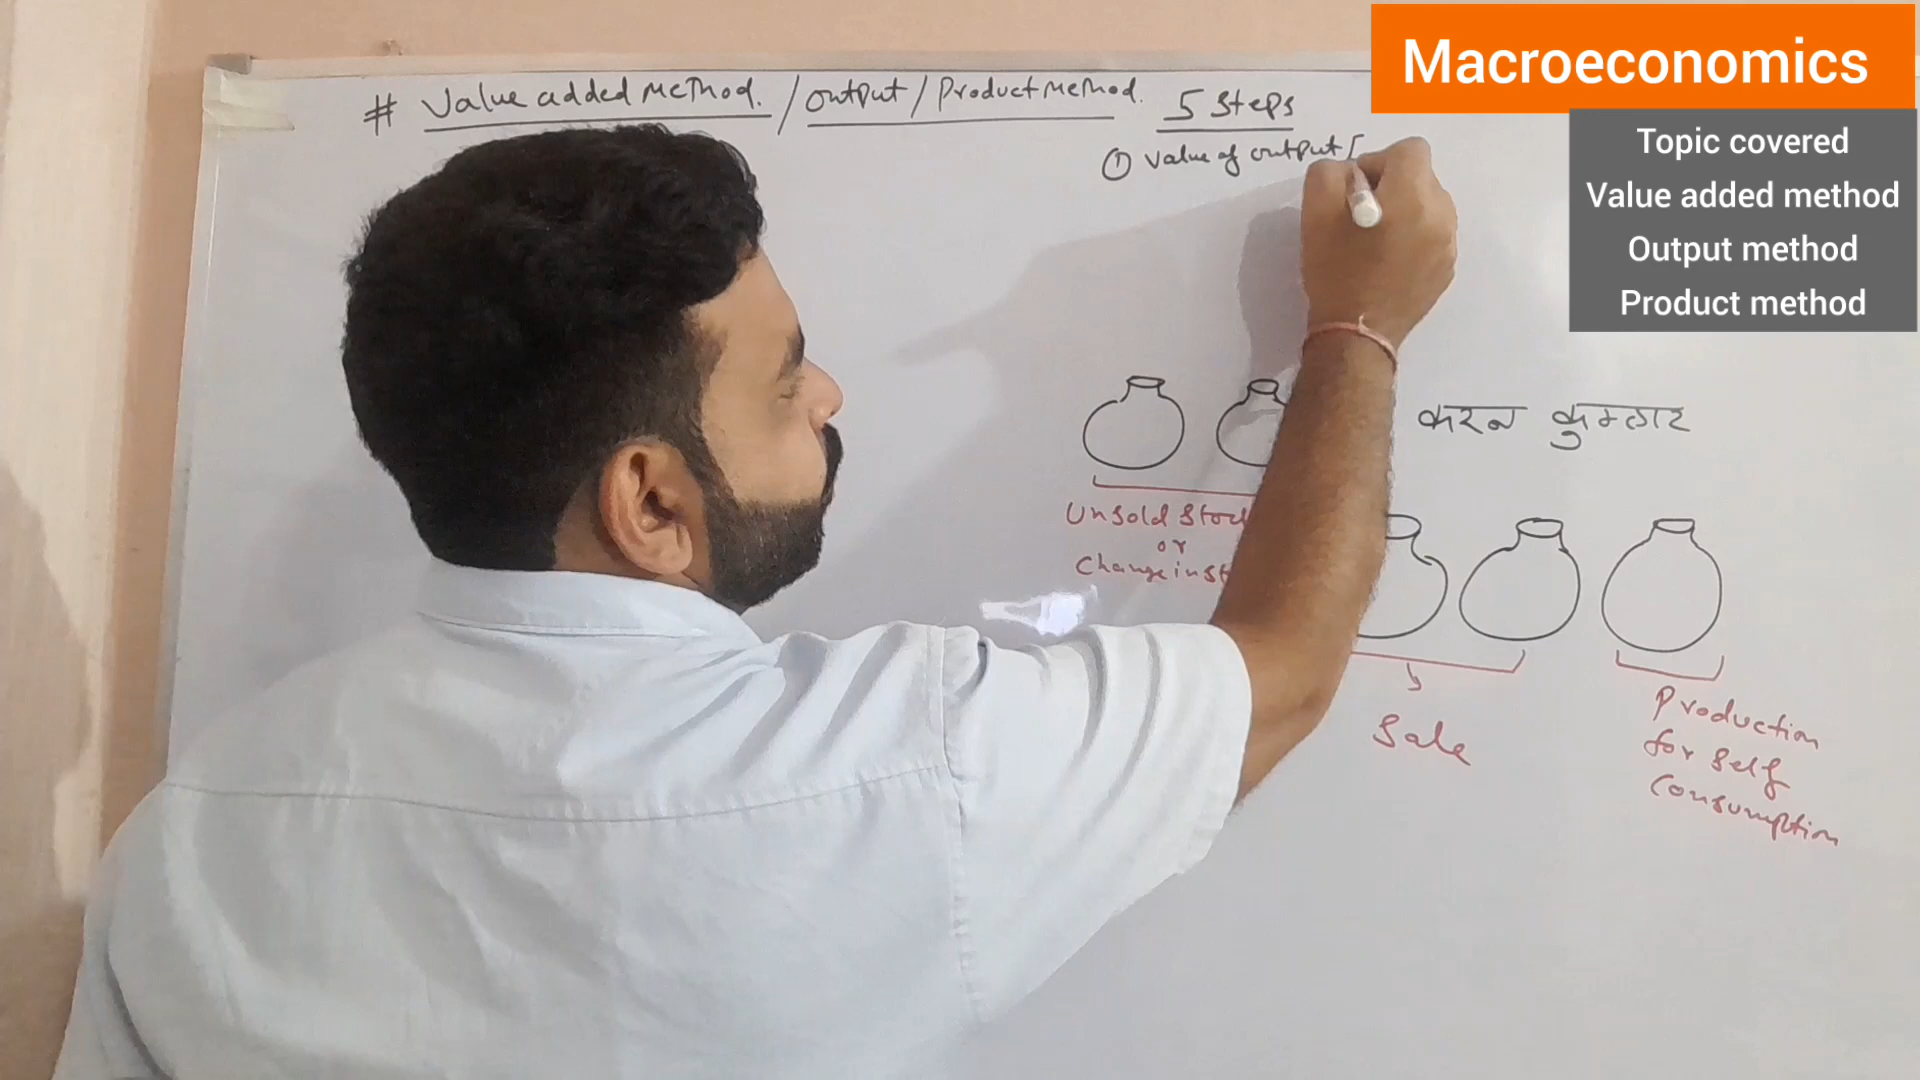 Macroeconomics
Topic covered
Value added method
Output method
Product method
# Value added Method. / output / Product Method. 5 Steps
① Value of output [
करन कुम्हार
Unsold Stock
or
Change in St
Sale
Production
for Self
Consumption